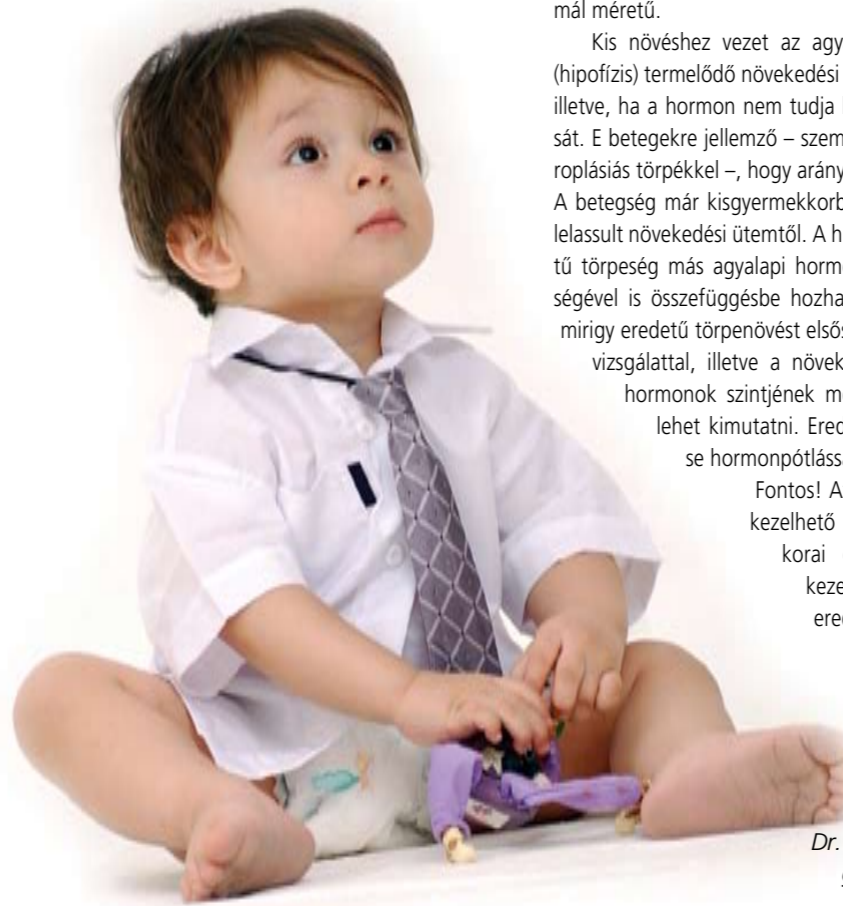 mál méretű.
Kis növéshez vezet az agy
(hipofízis) termelődő növekedési
illetve, ha a hormon nem tudja
sát. E betegekre jellemző – szem
roplásiás törpékkel –, hogy arány
A betegség már kisgyermekkorb
lelassult növekedési ütemtől. A h
tű törpeség más agyalapi horm
ségével is összefüggésbe hozha
mirigy eredetű törpenövést elsős
vizsgálattal, illetve a növek
hormonok szintjének m
lehet kimutatni. Ered
se hormonpótláss
Fontos! A
kezelhető
korai
keze
ere
Dr.